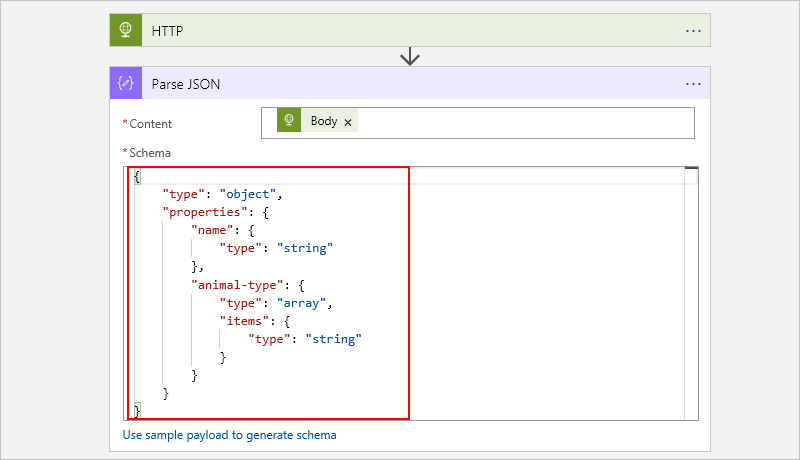 HTTP
...
Parse JSON
...
*Content
Body ×
*Schema
{
    "type": "object",
    "properties": {
        "name": {
            "type": "string"
        },
        "animal-type": {
            "type": "array",
            "items": {
                "type": "string"
            }
        }
    }
}
Use sample payload to generate schema